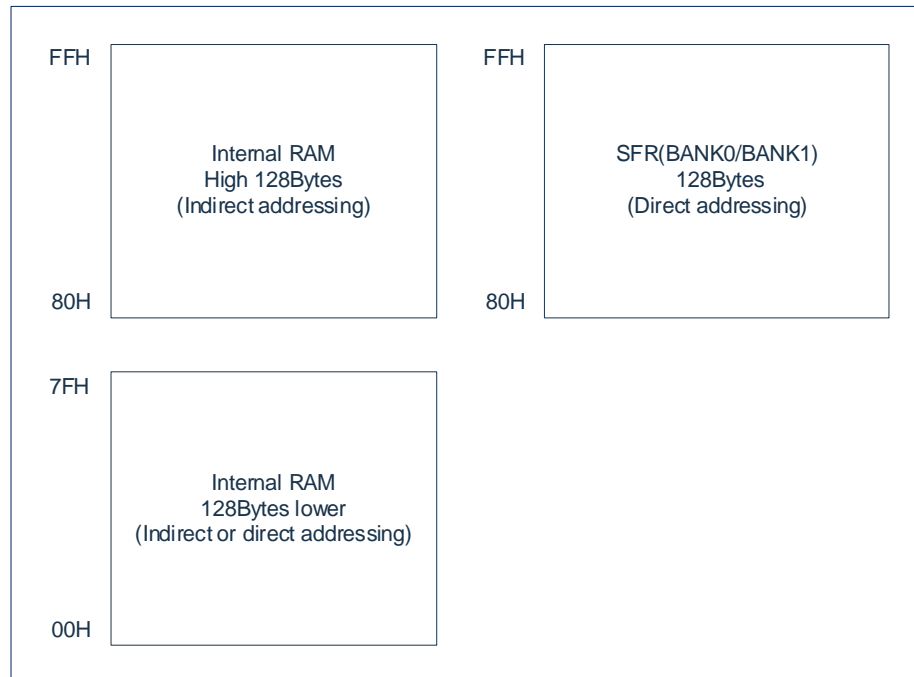 FFH
Internal RAM
High 128Bytes
(Indirect addressing)
80H
FFH
SFR(BANK0/BANK1)
128Bytes
(Direct addressing)
80H
7FH
Internal RAM
128Bytes lower
(Indirect or direct addressing)
00H